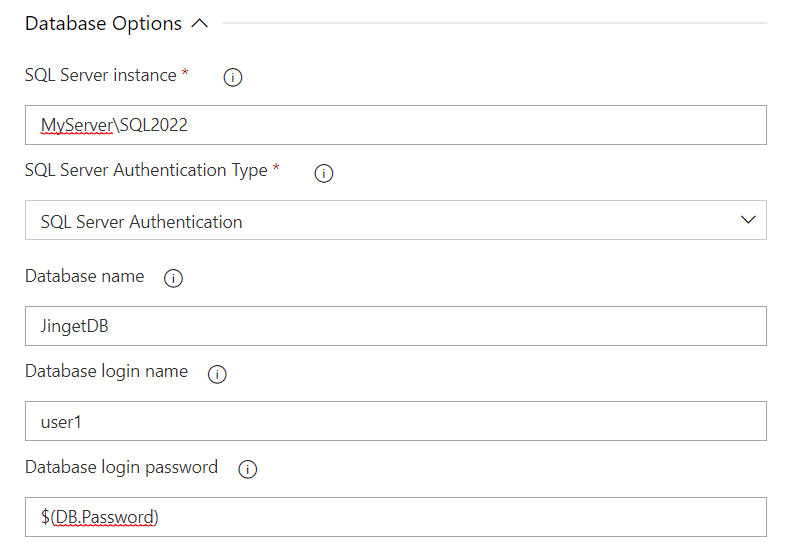 Database Options
SQL Server instance *
MyServer\SQL2022
SQL Server Authentication Type *
SQL Server Authentication
Database name
JingetDB
Database login name
user1
Database login password
$(DB.Password)